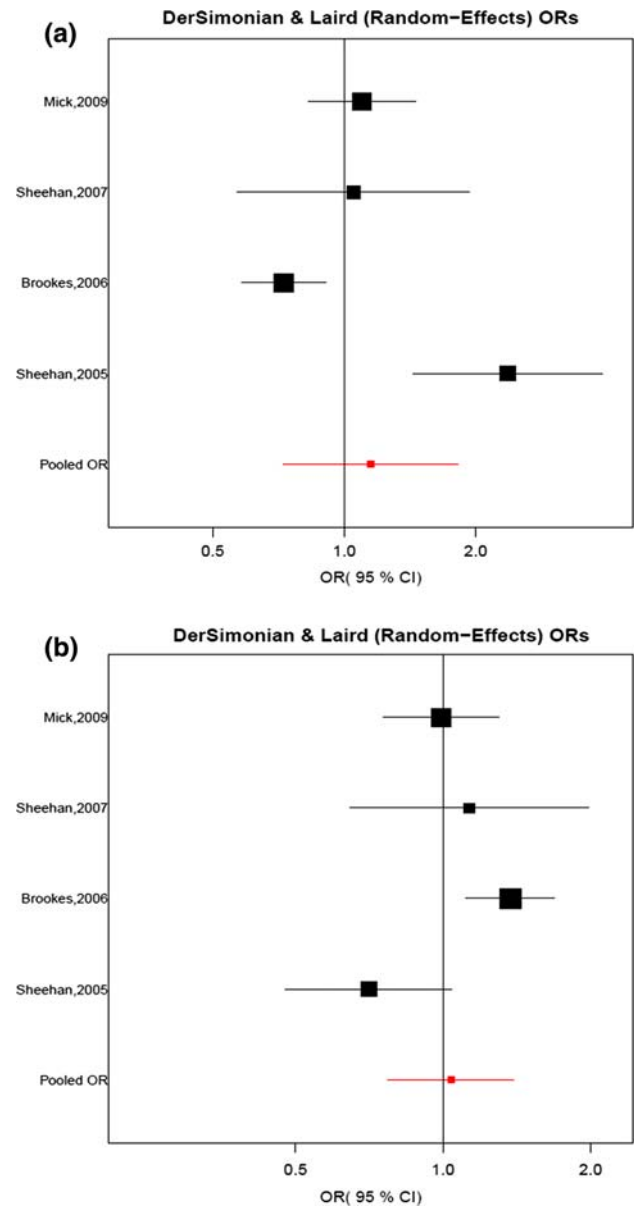 (a)
DerSimonian & Laird (Random−Effects) ORs
Mick,2009
Sheehan,2007
Brookes,2006
Sheehan,2005
Pooled OR
0.5 1.0 2.0
OR( 95 % CI)
(b)
DerSimonian & Laird (Random−Effects) ORs
Mick,2009
Sheehan,2007
Brookes,2006
Sheehan,2005
Pooled OR
0.5 1.0 2.0
OR( 95 % CI)